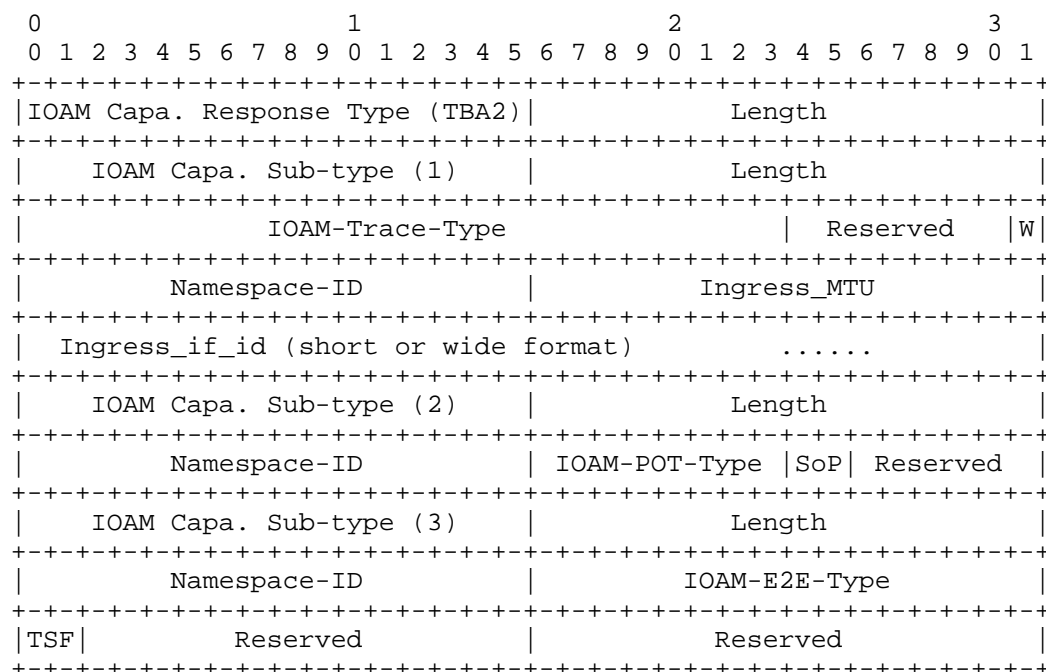 0                   1                   2                   3
 0 1 2 3 4 5 6 7 8 9 0 1 2 3 4 5 6 7 8 9 0 1 2 3 4 5 6 7 8 9 0 1
+-+-+-+-+-+-+-+-+-+-+-+-+-+-+-+-+-+-+-+-+-+-+-+-+-+-+-+-+-+-+-+-+
|IOAM Capa. Response Type (TBA2)|            Length             |
+-+-+-+-+-+-+-+-+-+-+-+-+-+-+-+-+-+-+-+-+-+-+-+-+-+-+-+-+-+-+-+-+
|    IOAM Capa. Sub-type (1)    |            Length             |
+-+-+-+-+-+-+-+-+-+-+-+-+-+-+-+-+-+-+-+-+-+-+-+-+-+-+-+-+-+-+-+-+
|               IOAM-Trace-Type                 |  Reserved   |W|
+-+-+-+-+-+-+-+-+-+-+-+-+-+-+-+-+-+-+-+-+-+-+-+-+-+-+-+-+-+-+-+-+
|         Namespace-ID          |          Ingress_MTU          |
+-+-+-+-+-+-+-+-+-+-+-+-+-+-+-+-+-+-+-+-+-+-+-+-+-+-+-+-+-+-+-+-+
|  Ingress_if_id (short or wide format)         ......          |
+-+-+-+-+-+-+-+-+-+-+-+-+-+-+-+-+-+-+-+-+-+-+-+-+-+-+-+-+-+-+-+-+
|    IOAM Capa. Sub-type (2)    |            Length             |
+-+-+-+-+-+-+-+-+-+-+-+-+-+-+-+-+-+-+-+-+-+-+-+-+-+-+-+-+-+-+-+-+
|         Namespace-ID          | IOAM-POT-Type |SoP| Reserved  |
+-+-+-+-+-+-+-+-+-+-+-+-+-+-+-+-+-+-+-+-+-+-+-+-+-+-+-+-+-+-+-+-+
|    IOAM Capa. Sub-type (3)    |            Length             |
+-+-+-+-+-+-+-+-+-+-+-+-+-+-+-+-+-+-+-+-+-+-+-+-+-+-+-+-+-+-+-+-+
|         Namespace-ID          |         IOAM-E2E-Type         |
+-+-+-+-+-+-+-+-+-+-+-+-+-+-+-+-+-+-+-+-+-+-+-+-+-+-+-+-+-+-+-+-+
|TSF|         Reserved          |           Reserved            |
+-+-+-+-+-+-+-+-+-+-+-+-+-+-+-+-+-+-+-+-+-+-+-+-+-+-+-+-+-+-+-+-+